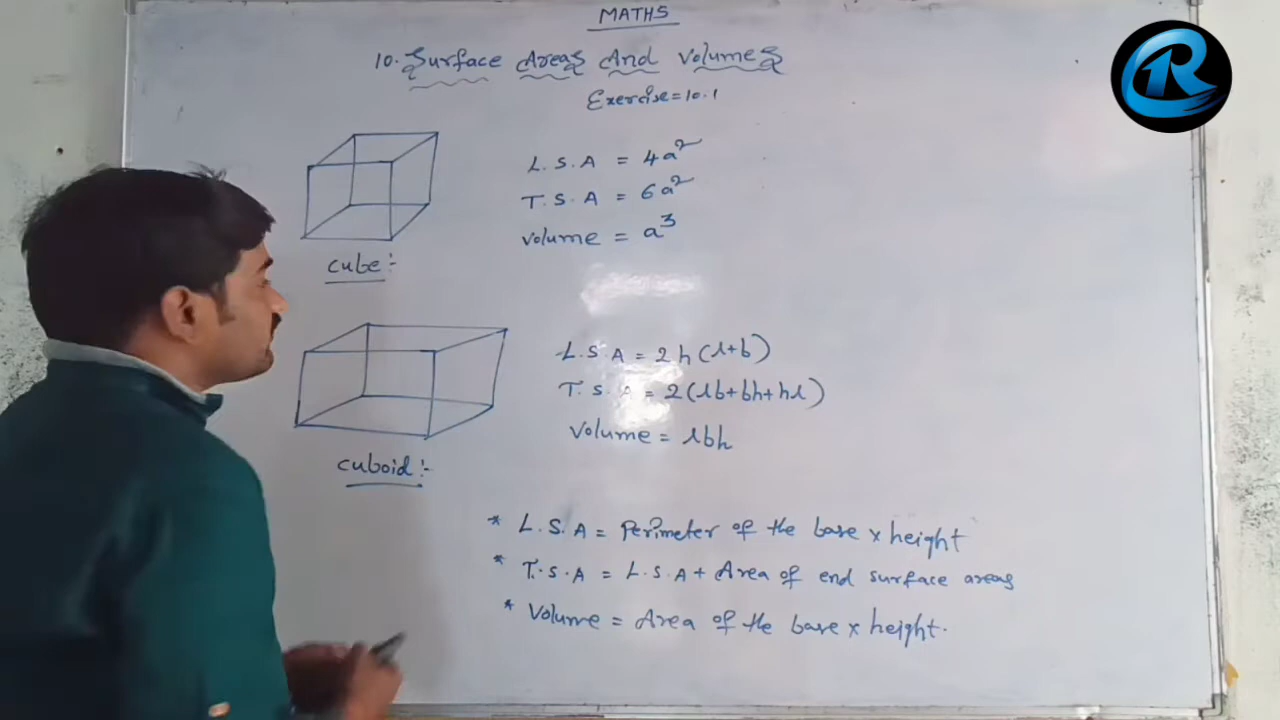 MATHS
10. Surface Areas And Volumes
Exercise = 10.1
L.S.A = 4a²
T.S.A = 6a²
Volume = a³
Cube :-
L.S.A = 2h(l+b)
T.S.A = 2(lb+bh+hl)
Volume = lbh
Cuboid :-
* L.S.A = Perimeter of the base × height
* T.S.A = L.S.A + Area of end surface areas
* Volume = Area of the base × height.